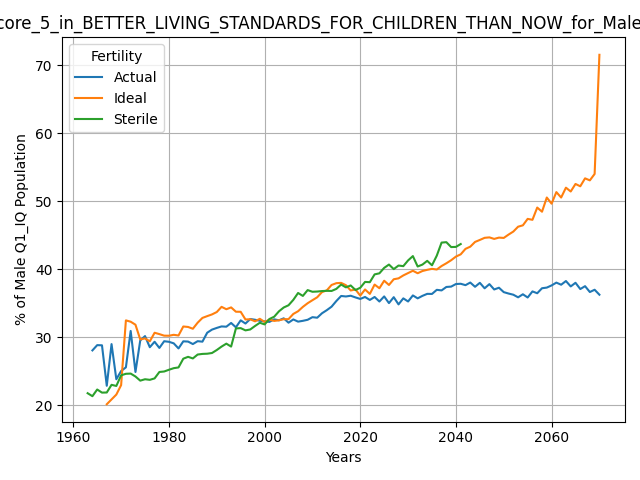 core_5_in_BETTER_LIVING_STANDARDS_FOR_CHILDREN_THAN_NOW_for_Male
Fertility
Actual
Ideal
Sterile
% of Male Q1_IQ Population
70
60
50
40
30
20
1960 1980 2000 2020 2040 2060
Years